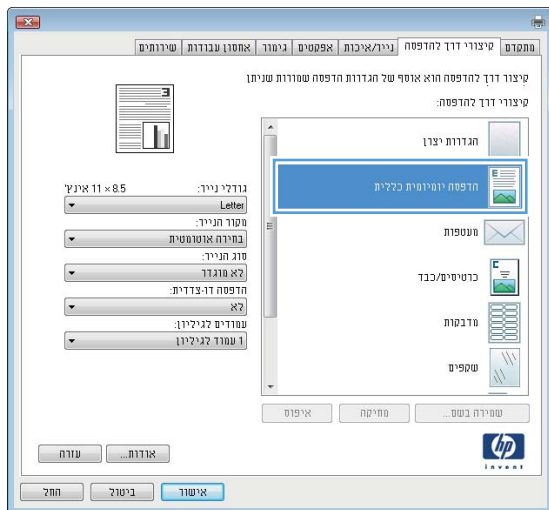 מתקדם קיצורי דרך להדפסה נייר/איכות אפקטים גימור אחסון עבודות שירותים
קיצור דרך להדפסה הוא אוסף של הגדרות הדפסה שמורות שניתן
קיצורי דרך להדפסה:
הגדרות יצרן
הדפסה יומיומית כללית
מעטפות
כרטיסים/כבד
מדבקות
שקפים
שמירה בשם... מחיקה איפוס
גודלי נייר: 8.5 × 11 אינץ'
Letter
מקור הנייר:
בחירה אוטומטית
סוג הנייר:
לא מוגדר
הדפסה דו-צדדית:
לא
עמודים לגיליון:
1 עמוד לגיליון
hp
invent
אודות... עזרה
אישור ביטול החל